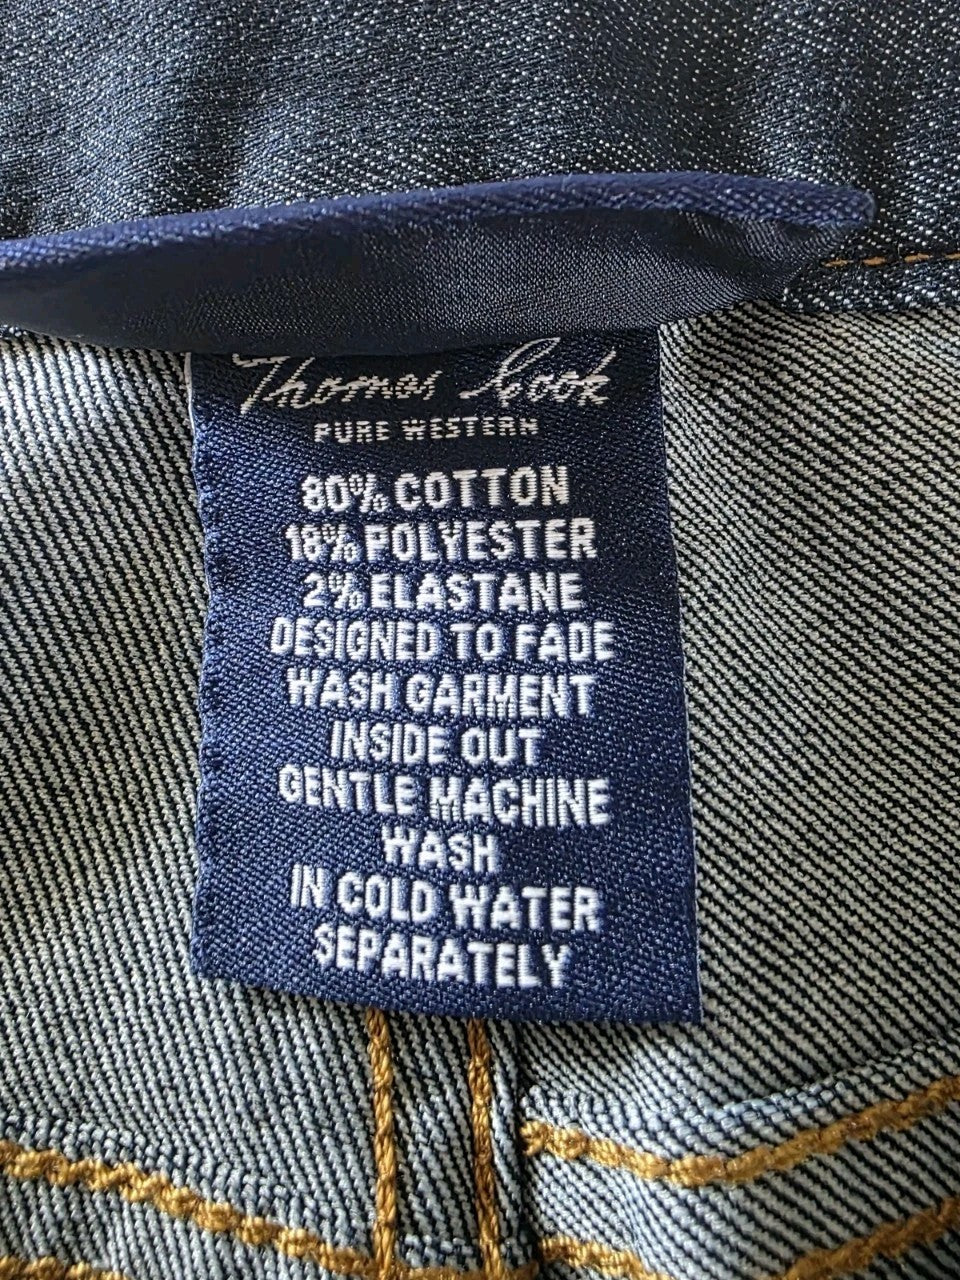 Thomas Cook
PURE WESTERN
80% COTTON
18% POLYESTER
2% ELASTANE
DESIGNED TO FADE
WASH GARMENT
INSIDE OUT
GENTLE MACHINE
WASH
IN COLD WATER
SEPARATELY